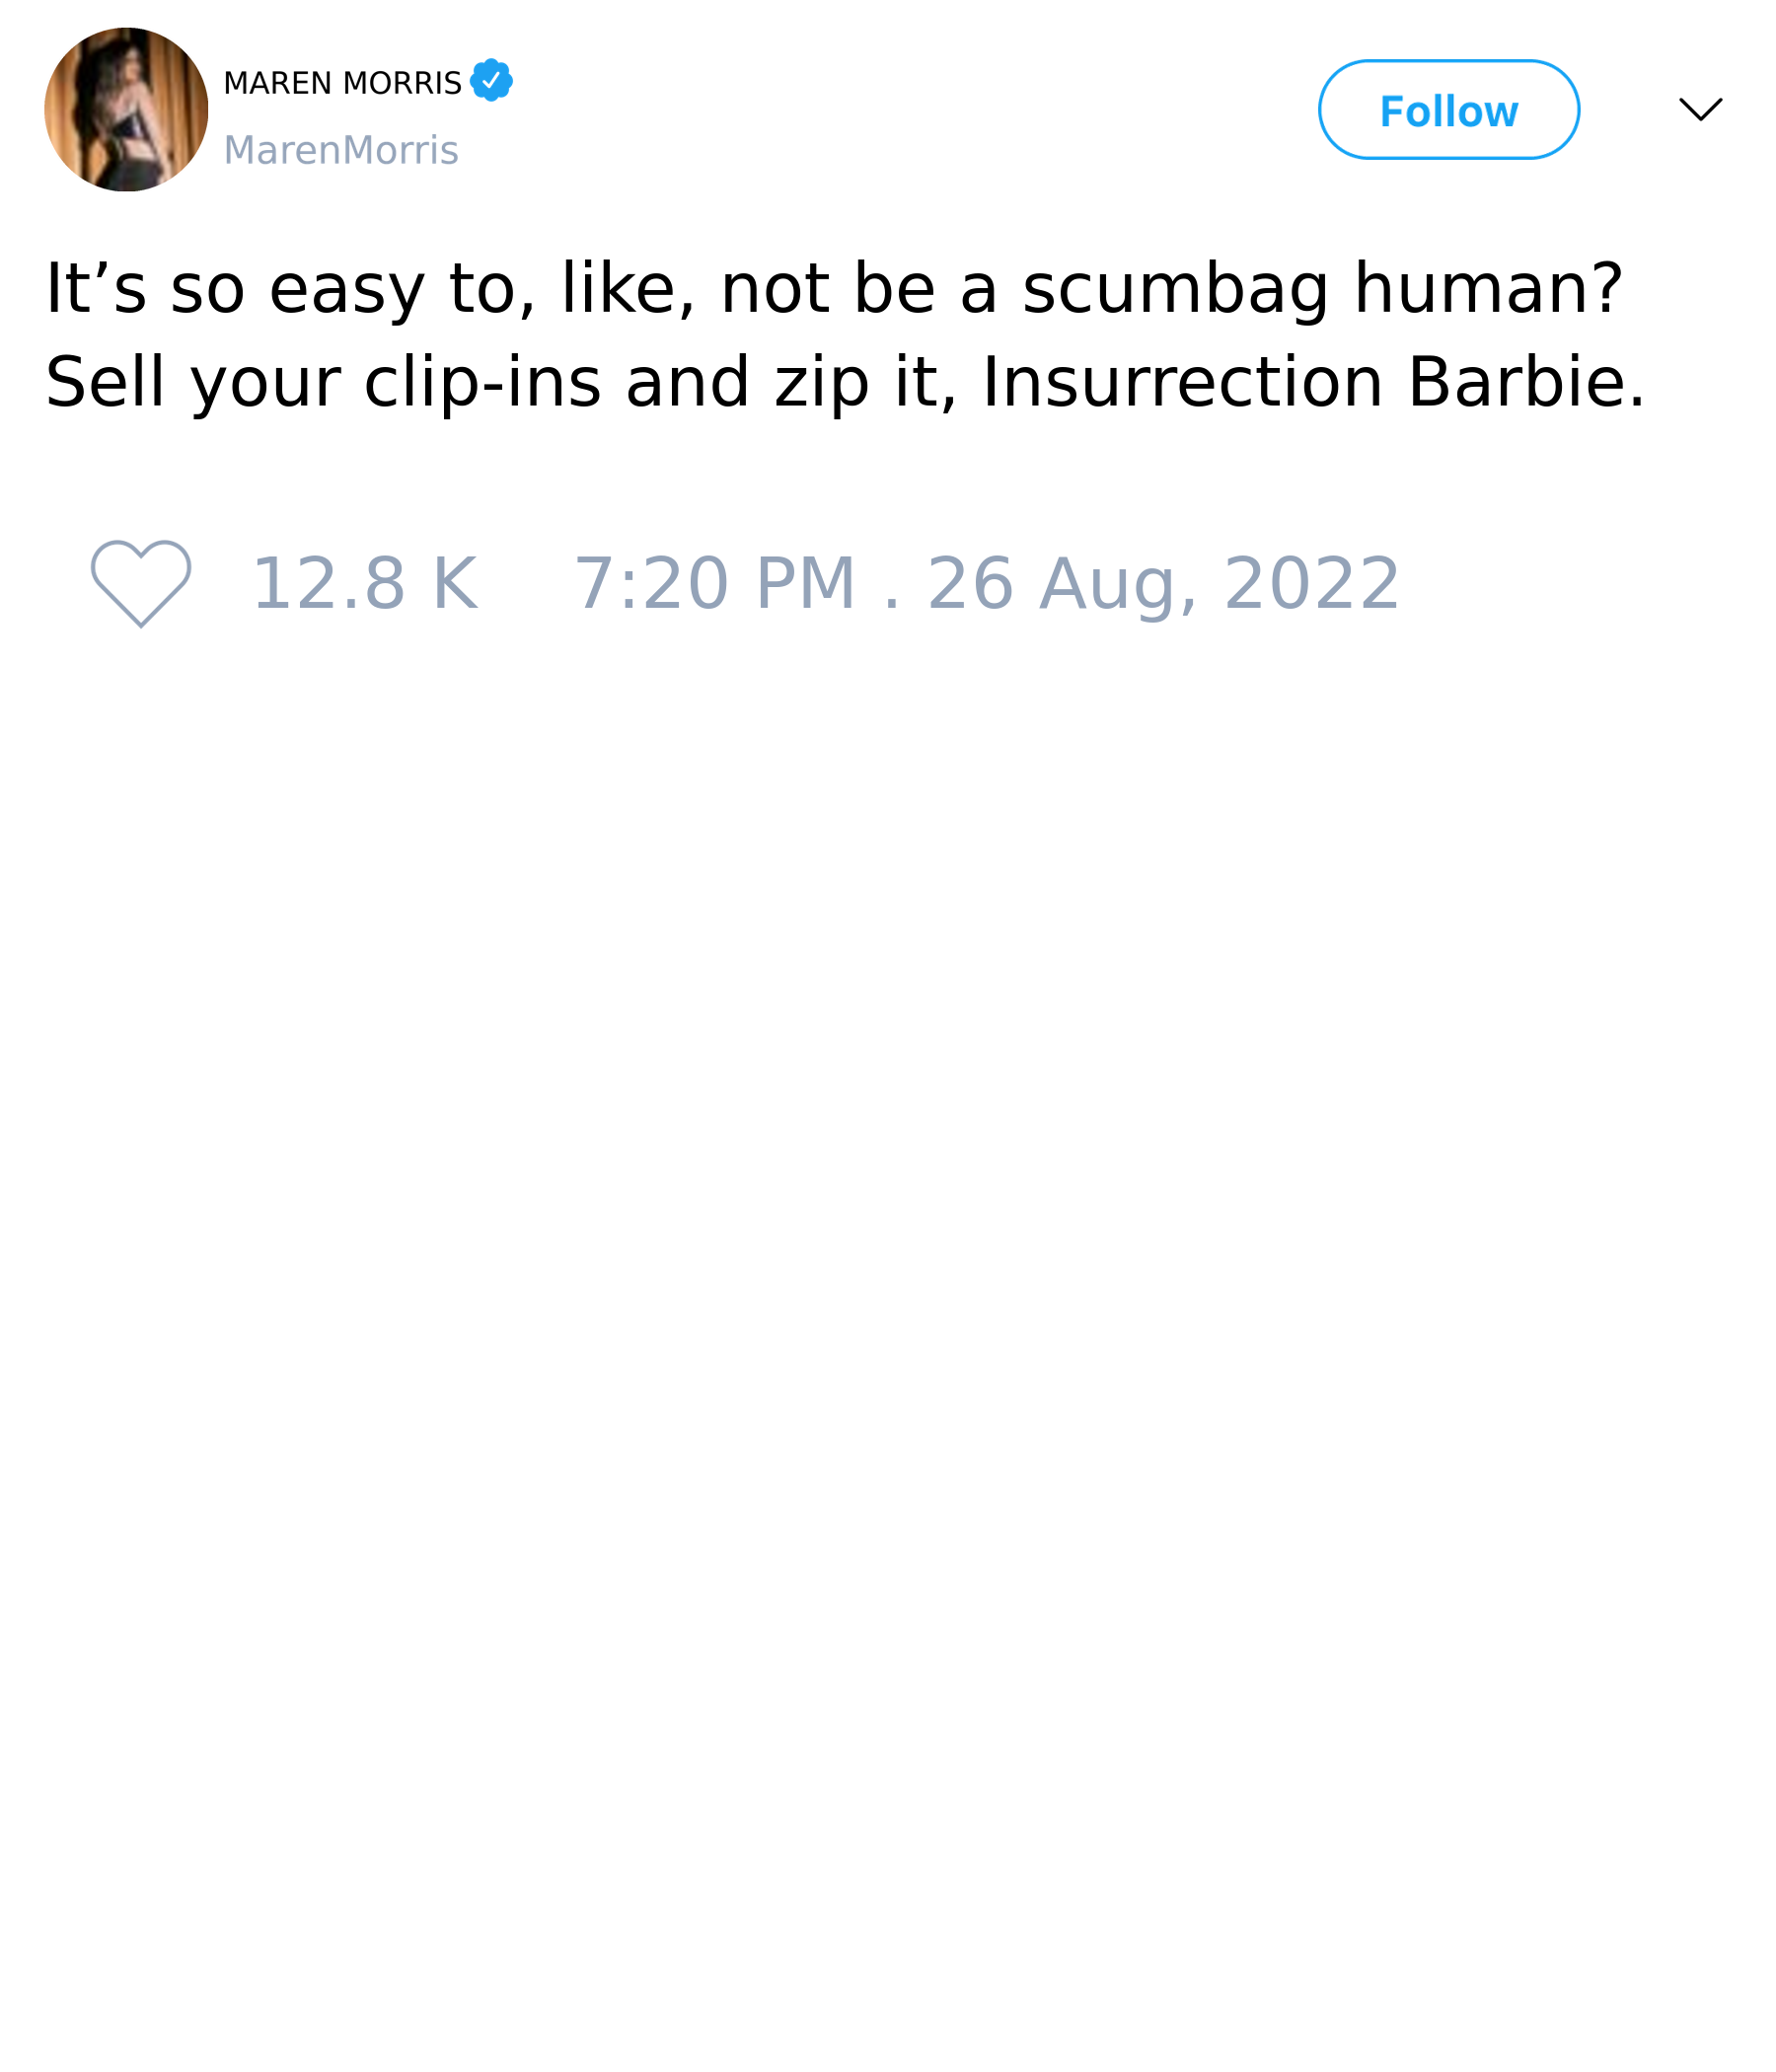 MAREN MORRIS
MarenMorris
Follow
It’s so easy to, like, not be a scumbag human?
Sell your clip-ins and zip it, Insurrection Barbie.
12.8 K 7:20 PM . 26 Aug, 2022